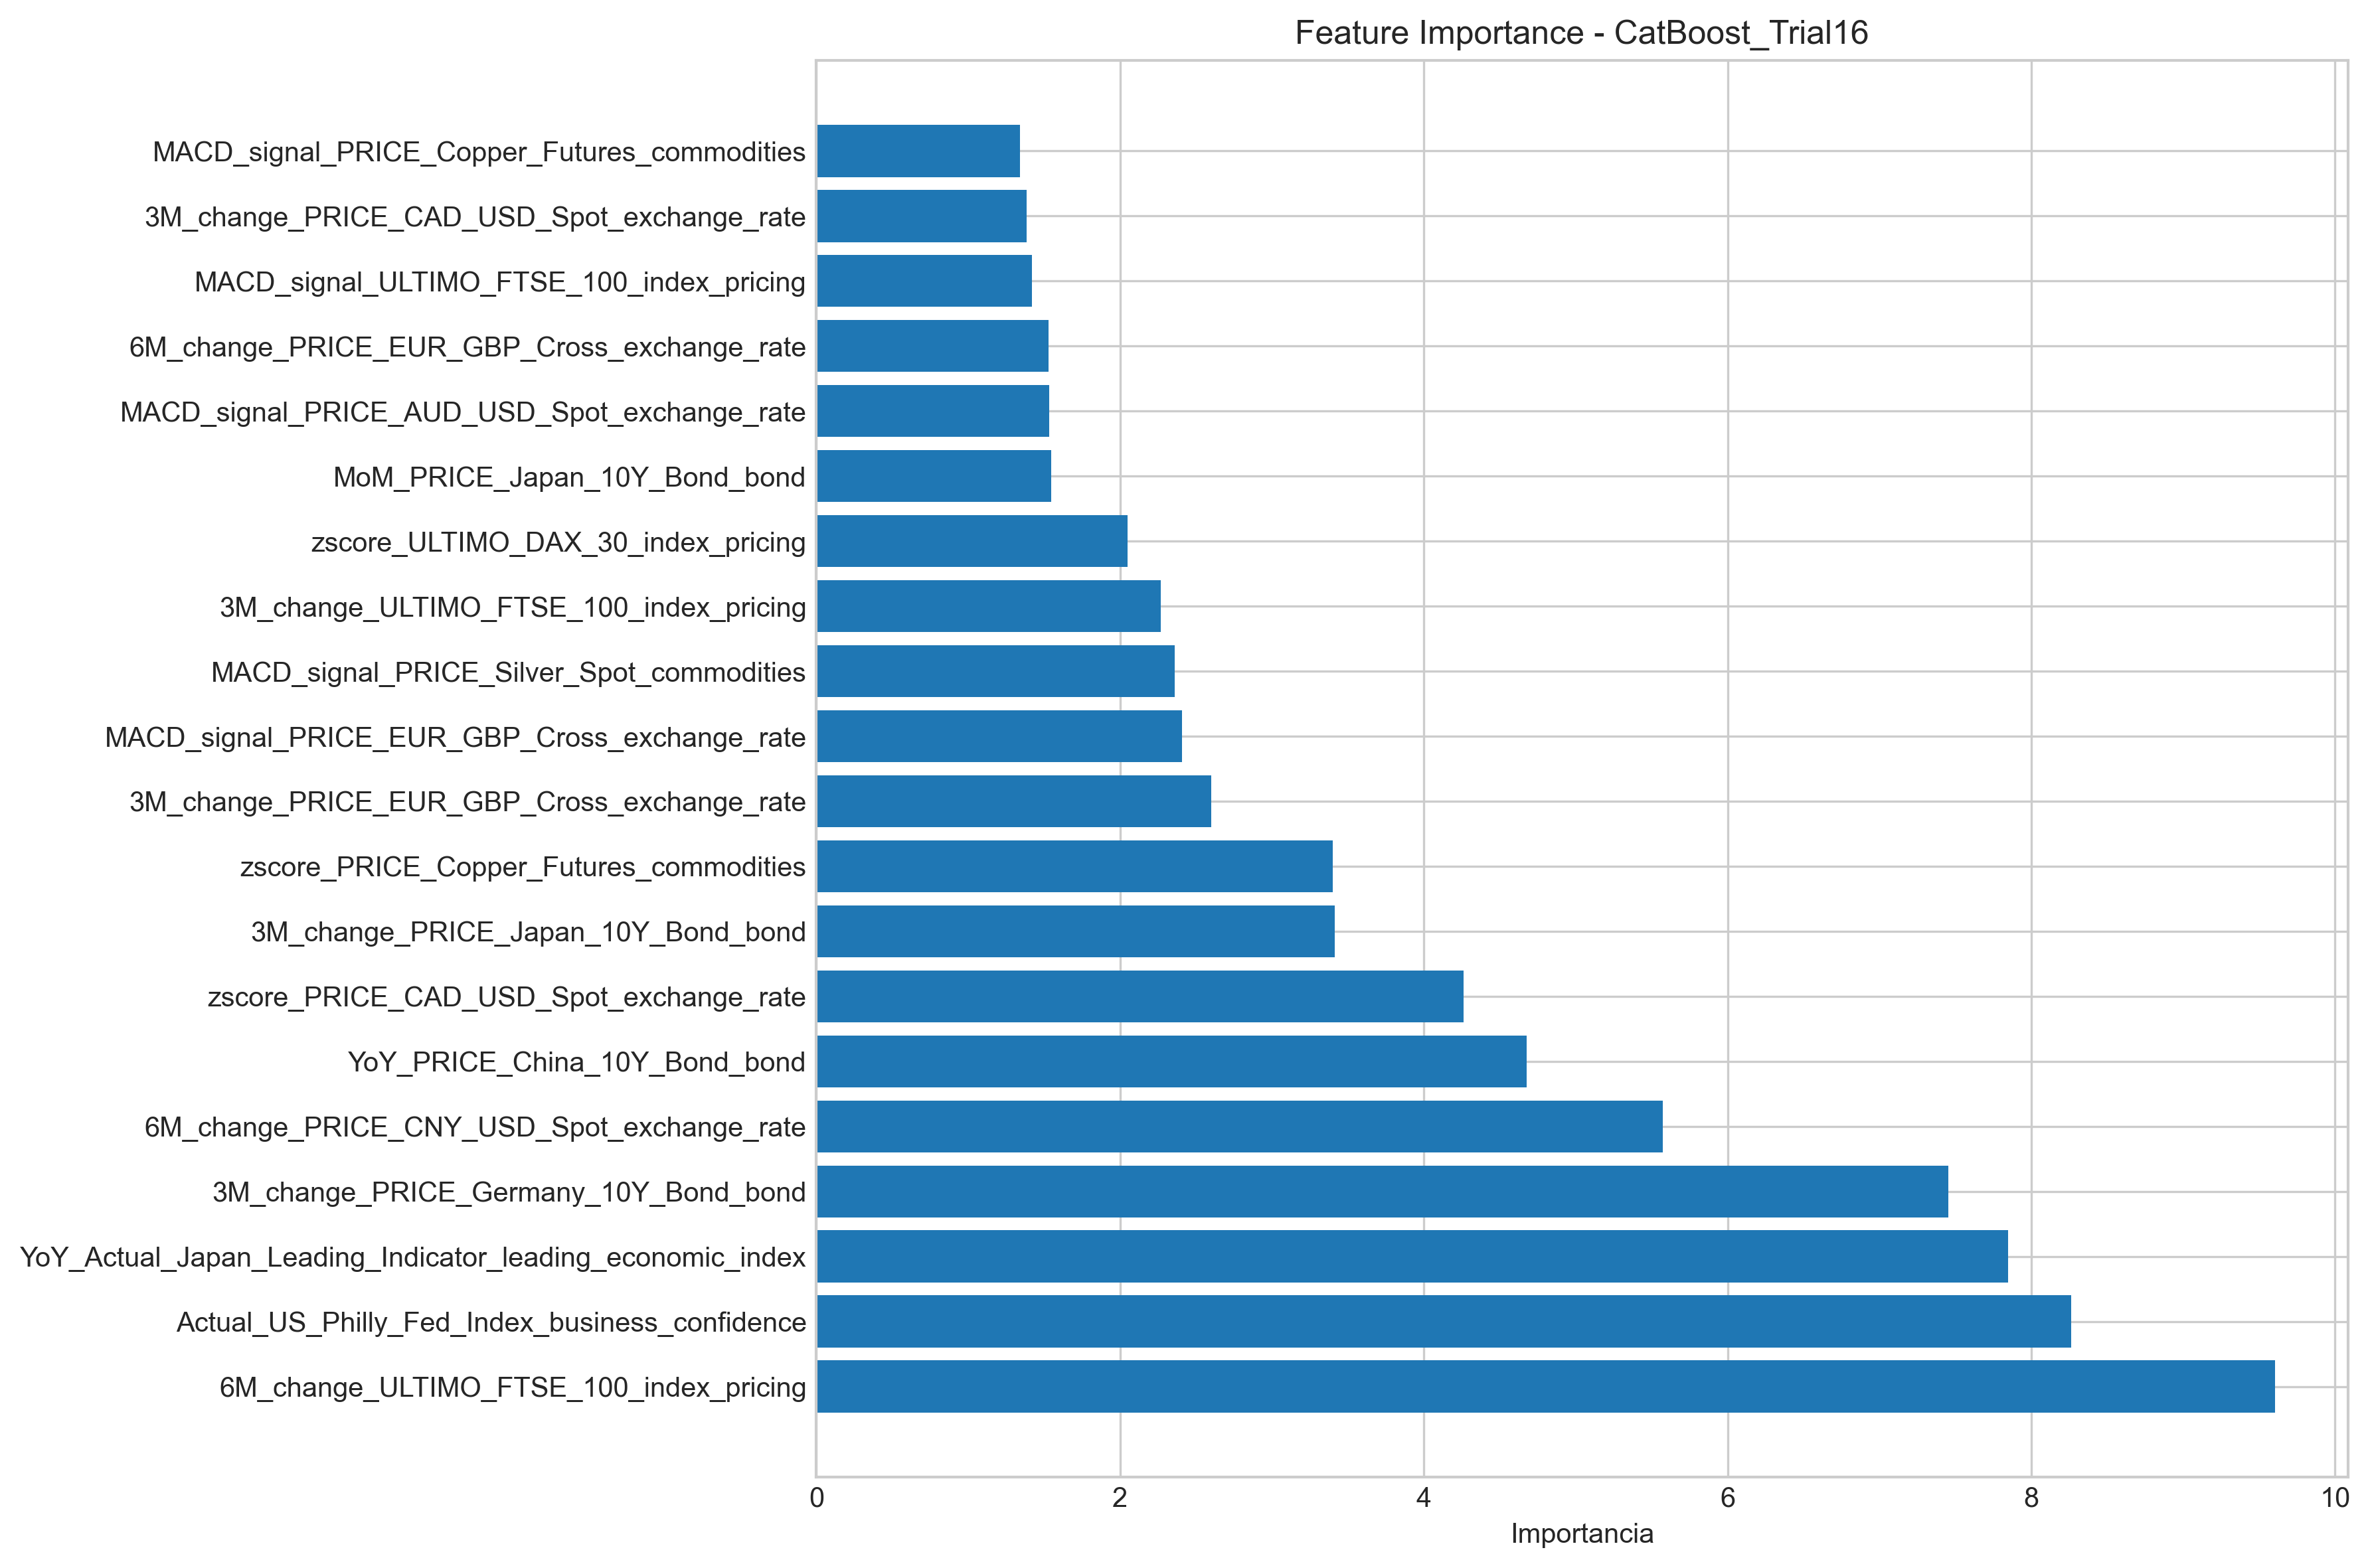 Feature Importance - CatBoost_Trial16
MACD_signal_PRICE_Copper_Futures_commodities
3M_change_PRICE_CAD_USD_Spot_exchange_rate
MACD_signal_ULTIMO_FTSE_100_index_pricing
6M_change_PRICE_EUR_GBP_Cross_exchange_rate
MACD_signal_PRICE_AUD_USD_Spot_exchange_rate
MoM_PRICE_Japan_10Y_Bond_bond
zscore_ULTIMO_DAX_30_index_pricing
3M_change_ULTIMO_FTSE_100_index_pricing
MACD_signal_PRICE_Silver_Spot_commodities
MACD_signal_PRICE_EUR_GBP_Cross_exchange_rate
3M_change_PRICE_EUR_GBP_Cross_exchange_rate
zscore_PRICE_Copper_Futures_commodities
3M_change_PRICE_Japan_10Y_Bond_bond
zscore_PRICE_CAD_USD_Spot_exchange_rate
YoY_PRICE_China_10Y_Bond_bond
6M_change_PRICE_CNY_USD_Spot_exchange_rate
3M_change_PRICE_Germany_10Y_Bond_bond
YoY_Actual_Japan_Leading_Indicator_leading_economic_index
Actual_US_Philly_Fed_Index_business_confidence
6M_change_ULTIMO_FTSE_100_index_pricing
0 2 4 6 8 10
Importancia